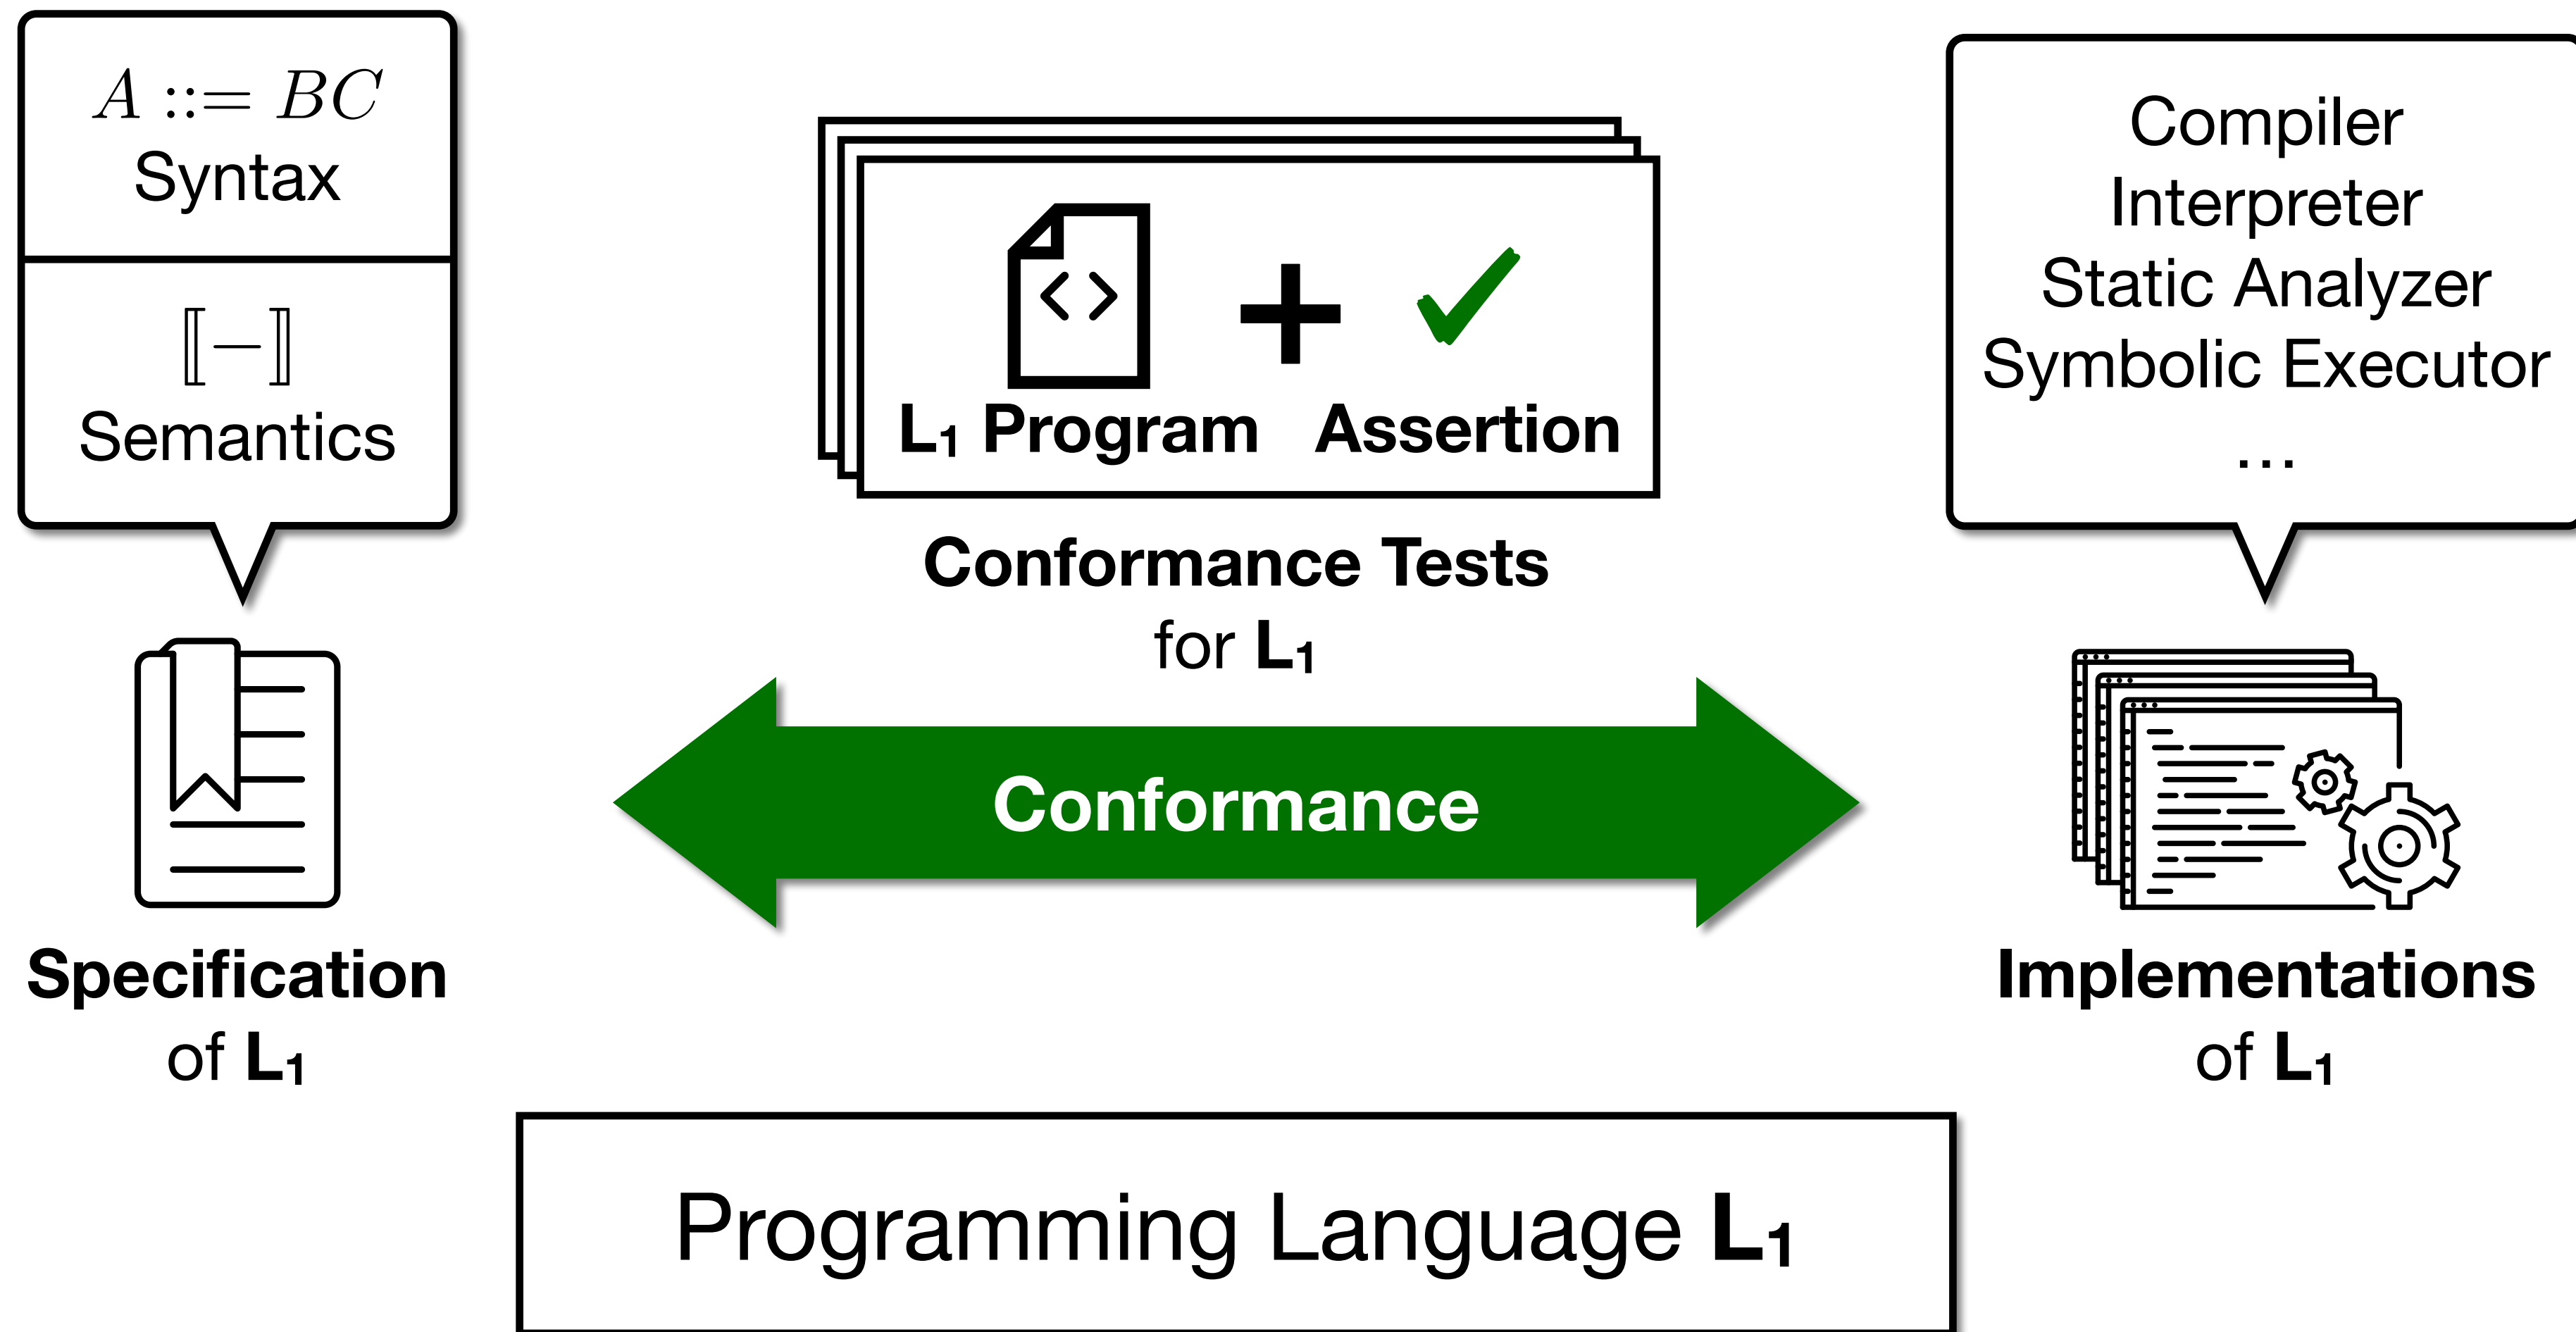 A ::= BC
Syntax
⟦−⟧
Semantics
Specification
of L₁
< >
+ ✓
L₁ Program Assertion
Conformance Tests
for L₁
Conformance
Compiler
Interpreter
Static Analyzer
Symbolic Executor
...
Implementations
of L₁
Programming Language L₁